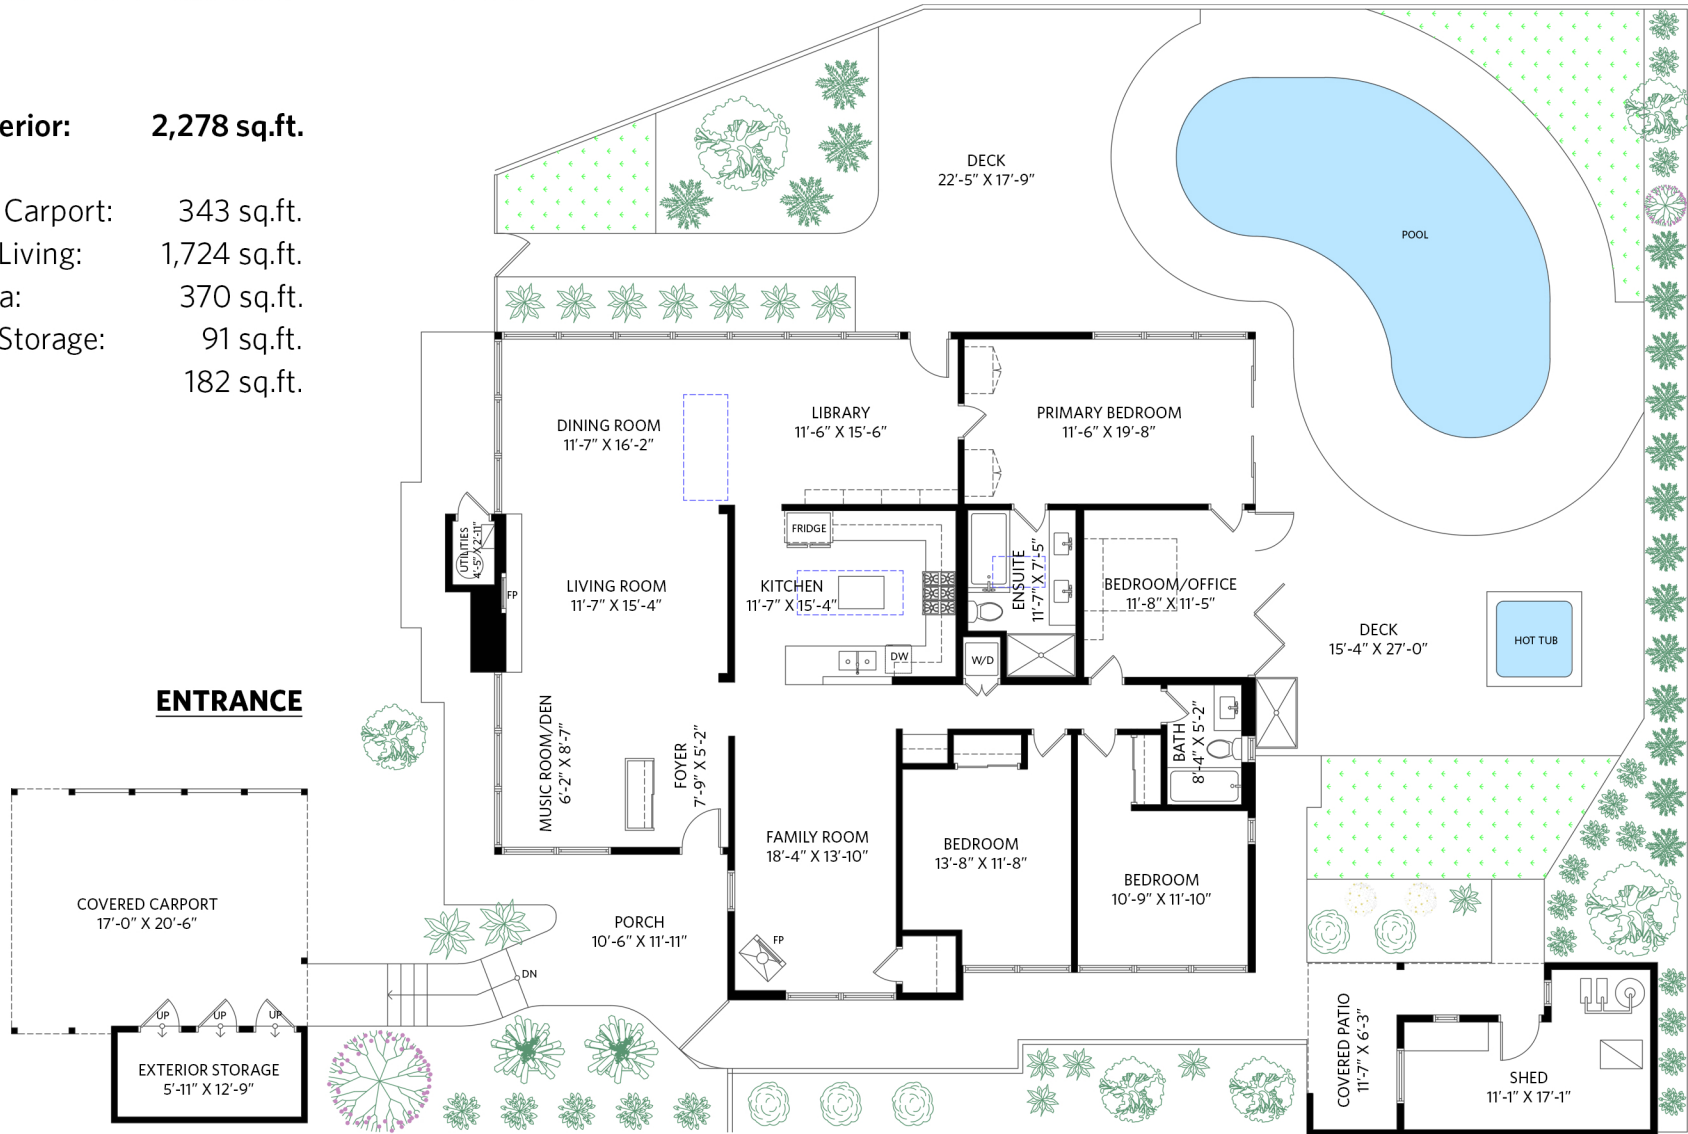 erior: 2,278 sq.ft.
Carport: 343 sq.ft.
Living: 1,724 sq.ft.
a: 370 sq.ft.
Storage: 91 sq.ft.
182 sq.ft.
DECK
22'-5" X 17'-9"
POOL
DINING ROOM
11'-7" X 16'-2"
LIBRARY
11'-6" X 15'-6"
PRIMARY BEDROOM
11'-6" X 19'-8"
UTILITIES
4'-5" X 2'-11"
FP
LIVING ROOM
11'-7" X 15'-4"
FRIDGE
KITCHEN
11'-7" X 15'-4"
DW
ENSUITE
11'-7" X 7'-5"
W/D
BEDROOM/OFFICE
11'-8" X 11'-5"
DECK
15'-4" X 27'-0"
HOT TUB
ENTRANCE
MUSIC ROOM/DEN
6'-2" X 8'-7"
FOYER
7'-9" X 5'-2"
BATH
8'-4" X 5'-2"
FAMILY ROOM
18'-4" X 13'-10"
BEDROOM
13'-8" X 11'-8"
BEDROOM
10'-9" X 11'-10"
COVERED CARPORT
17'-0" X 20'-6"
PORCH
10'-6" X 11'-11"
FP
DN
UP
UP
UP
EXTERIOR STORAGE
5'-11" X 12'-9"
COVERED PATIO
11'-7" X 6'-3"
SHED
11'-1" X 17'-1"